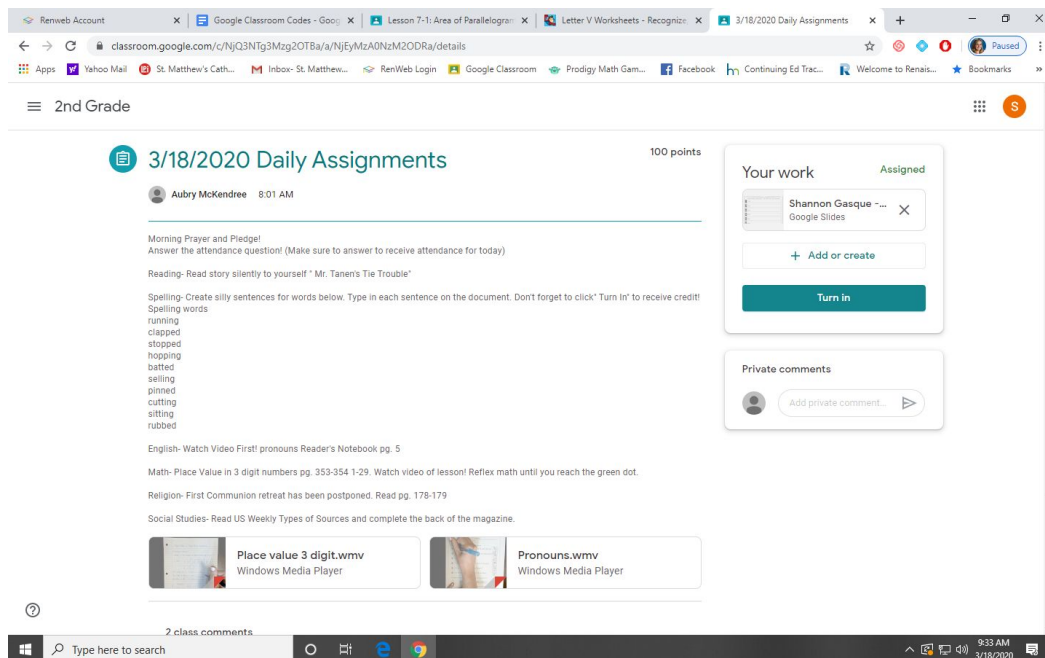 Renweb Account
Google Classroom Codes - Goog
Lesson 7-1: Area of Parallelogram
Letter V Worksheets - Recognize,
3/18/2020 Daily Assignments
classroom.google.com/c/NjQ3NTg3Mzg2OTBa/a/NjEyMzA0NzM2ODRa/details
Paused
Apps
Yahoo Mail
St. Matthew's Cath...
Inbox- St. Matthew...
RenWeb Login
Google Classroom
Prodigy Math Gam...
Facebook
Continuing Ed Trac...
Welcome to Renais...
Bookmarks
»
2nd Grade
S
3/18/2020 Daily Assignments
100 points
Aubry McKendree 8:01 AM
Morning Prayer and Pledge!
Answer the attendance question! (Make sure to answer to receive attendance for today)
Reading- Read story silently to yourself " Mr. Tanen's Tie Trouble"
Spelling- Create silly sentences for words below. Type in each sentence on the document. Don't forget to click" Turn In" to receive credit!
Spelling words
running
clapped
stopped
hopping
batted
selling
pinned
cutting
sitting
rubbed
English- Watch Video First! pronouns Reader's Notebook pg. 5
Math- Place Value in 3 digit numbers pg. 353-354 1-29. Watch video of lesson! Reflex math until you reach the green dot.
Religion- First Communion retreat has been postponed. Read pg. 178-179
Social Studies- Read US Weekly Types of Sources and complete the back of the magazine.
Place value 3 digit.wmv
Windows Media Player
Pronouns.wmv
Windows Media Player
2 class comments
Your work
Assigned
Shannon Gasque -...
Google Slides
+ Add or create
Turn in
Private comments
Add private comment...
Type here to search
9:33 AM
3/18/2020